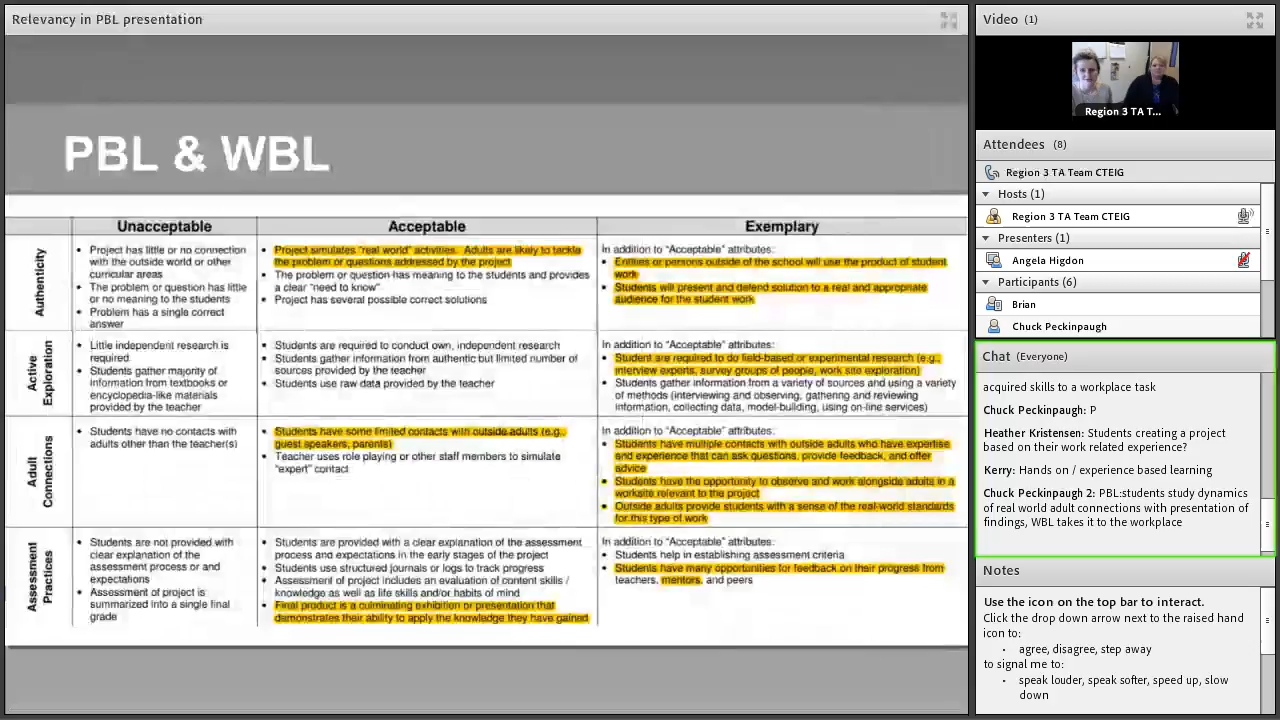 Relevancy in PBL presentation
PBL & WBL
Unacceptable
Acceptable
Exemplary
Authenticity
• Project has little or no connection
with the outside world or other
curricular areas
• The problem or question has little
or no meaning to the students
• Problem has a single correct
answer
• Project simulates "real world" activities. Adults are likely to tackle
the problem or questions addressed by the project
• The problem or question has meaning to the students and provides
a clear "need to know"
• Project has several possible correct solutions
In addition to "Acceptable" attributes:
• Entities or persons outside of the school will use the product of student
work
• Students will present and defend solution to a real and appropriate
audience for the student work
Active
Exploration
• Little independent research is
required
• Students gather majority of
information from textbooks or
encyclopedia-like materials
provided by the teacher
• Students are required to conduct own, independent research
• Students gather information from authentic but limited number of
sources provided by the teacher
• Students use raw data provided by the teacher
In addition to "Acceptable" attributes:
• Student are required to do field-based or experimental research (e.g.,
interview experts, survey groups of people, work site exploration)
• Students gather information from a variety of sources and using a variety
of methods (interviewing and observing, gathering and reviewing
information, collecting data, model-building, using on-line services)
Adult
Connections
• Students have no contacts with
adults other than the teacher(s)
• Students have some limited contacts with outside adults (e.g.,
guest speakers, parents)
• Teacher uses role playing or other staff members to simulate
"expert" contact
In addition to "Acceptable" attributes:
• Students have multiple contacts with outside adults who have expertise
and experience that can ask questions, provide feedback, and offer
advice
• Students have the opportunity to observe and work alongside adults in a
worksite relevant to the project
• Outside adults provide students with a sense of the real-world standards
for this type of work
Assessment
Practices
• Students are not provided with
clear explanation of the
assessment process or and
expectations
• Assessment of project is
summarized into a single final
grade
• Students are provided with a clear explanation of the assessment
process and expectations in the early stages of the project
• Students use structured journals or logs to track progress
• Assessment of project includes an evaluation of content skills /
knowledge as well as life skills and/or habits of mind
• Final product is a culminating exhibition or presentation that
demonstrates their ability to apply the knowledge they have gained
In addition to "Acceptable" attributes:
• Students help in establishing assessment criteria
• Students have many opportunities for feedback on their progress from
teachers, mentors, and peers
Video (1)
Region 3 TA T...
Attendees (8)
Region 3 TA Team CTEIG
Hosts (1)
Region 3 TA Team CTEIG
Presenters (1)
Angela Higdon
Participants (6)
Brian
Chuck Peckinpaugh
Chat (Everyone)
acquired skills to a workplace task
Chuck Peckinpaugh: P
Heather Kristensen: Students creating a project
based on their work related experience?
Kerry: Hands on / experience based learning
Chuck Peckinpaugh 2: PBL:students study dynamics
of real world adult connections with presentation of
findings, WBL takes it to the workplace
Notes
Use the icon on the top bar to interact.
Click the drop down arrow next to the raised hand
icon to:
• agree, disagree, step away
to signal me to:
• speak louder, speak softer, speed up, slow
down